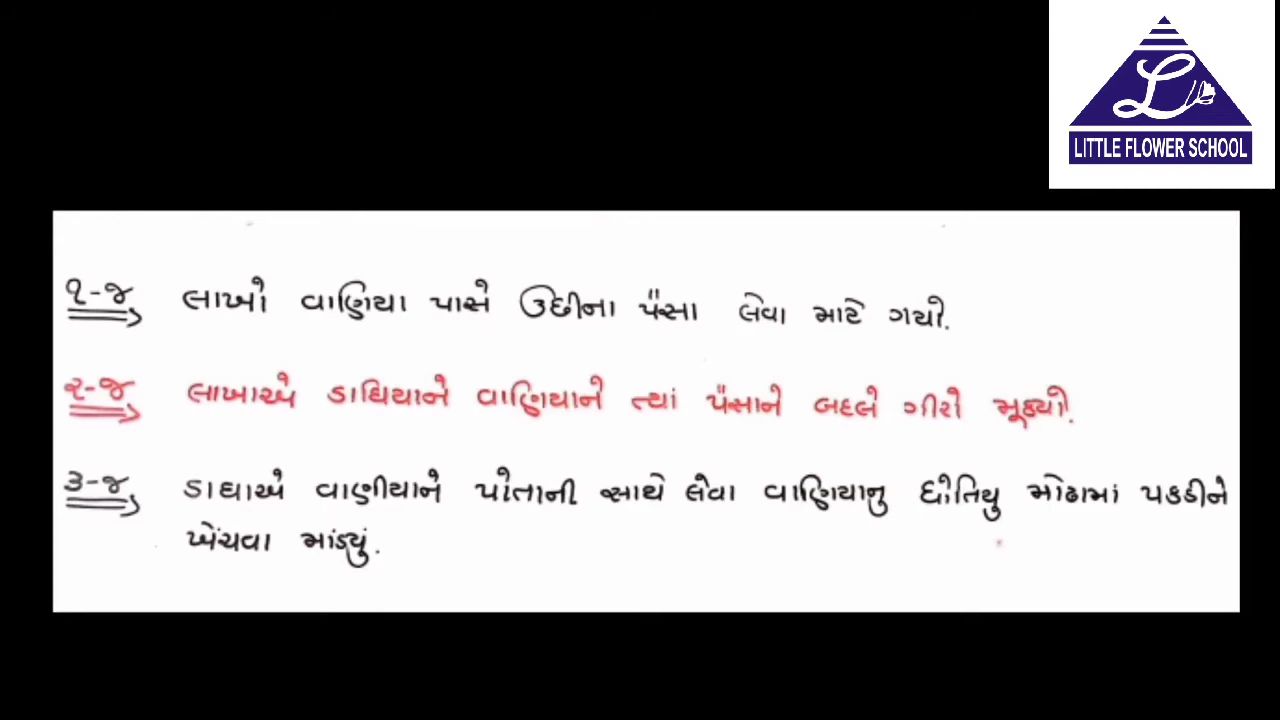 LITTLE FLOWER SCHOOL
૧-જ લાખો વાણિયા પાસે ઉછીના પૈસા લેવા માટે ગયો.
૨-જ લાખાએ ડાઘિયાને વાણિયાને ત્યાં પૈસાને બદલે ગીરો મૂક્યો.
૩-જ ડાઘાએ વાણીયાને પોતાની સાથે લેવા વાણિયાનુ ધોતિયુ મોઢામાં પકડીને
ખેંચવા માંડ્યું.